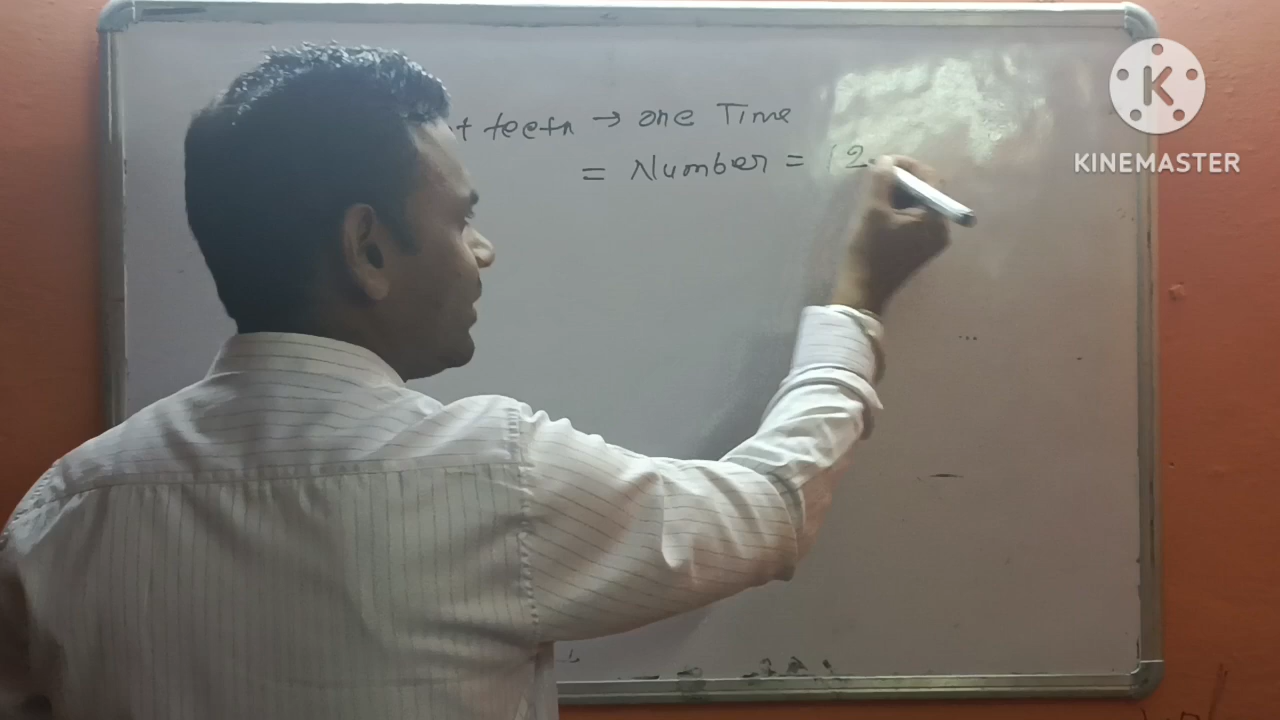 teeth → one Time
= Number = 12
K
KINEMASTER